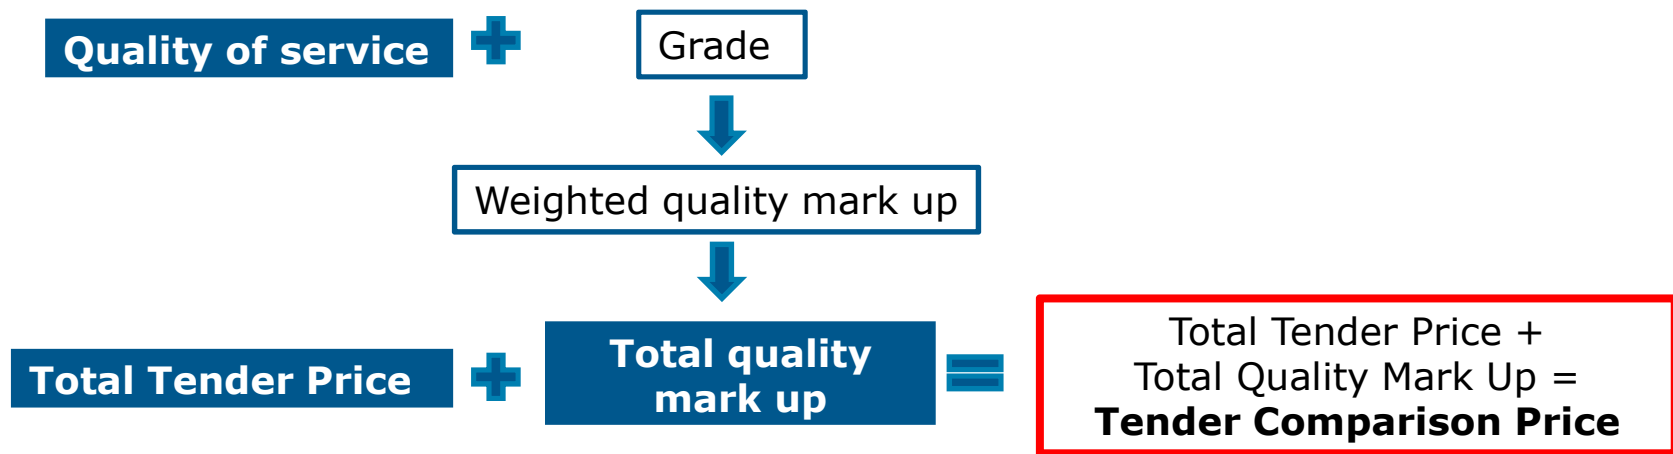 Quality of service
Grade
Weighted quality mark up
Total Tender Price
Total quality
mark up
Total Tender Price +
Total Quality Mark Up =
Tender Comparison Price